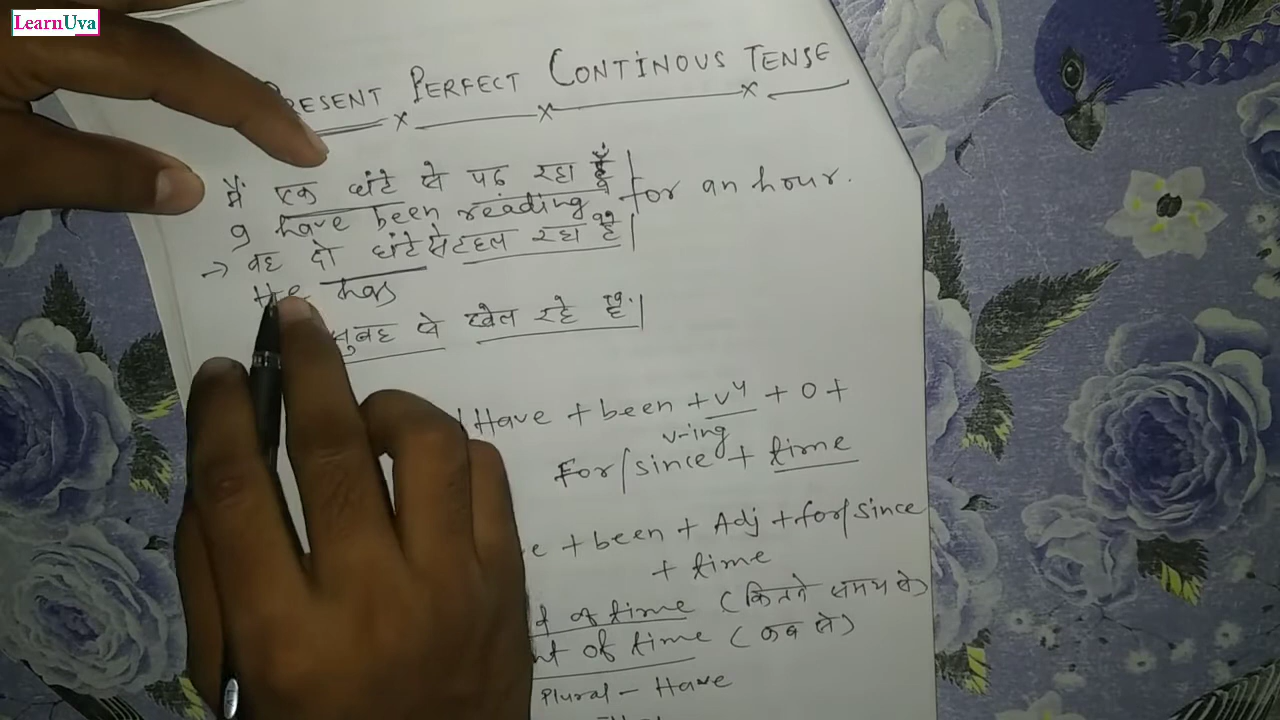 LearnUva
PRESENT PERFECT CONTINOUS TENSE
मैं एक घंटे से पढ़ रहा हूँ|
I have been reading for an hour.
→ वह दो घंटे से टहल रहा है|
He has
सुबह से खेल रहे हैं|
Have + been + v4 + O +
v-ing
For/since + time
+ been + Adj + for/since
+ time
of time (कितने समय से)
of time (कब से)
Plural - Have